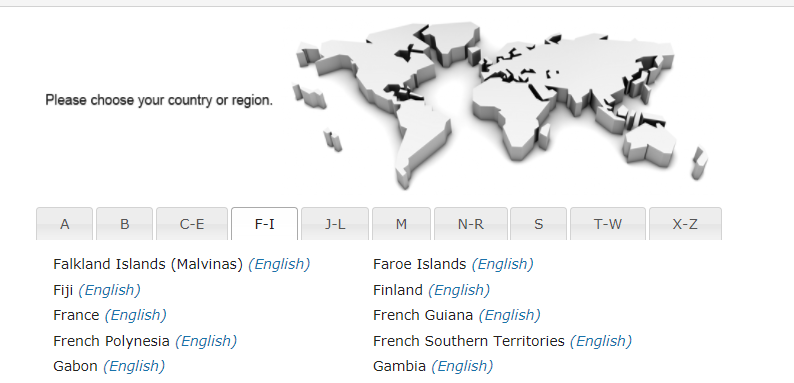 Please choose your country or region.
A B C-E F-I J-L M N-R S T-W X-Z
Falkland Islands (Malvinas) (English) Faroe Islands (English)
Fiji (English) Finland (English)
France (English) French Guiana (English)
French Polynesia (English) French Southern Territories (English)
Gabon (English) Gambia (English)